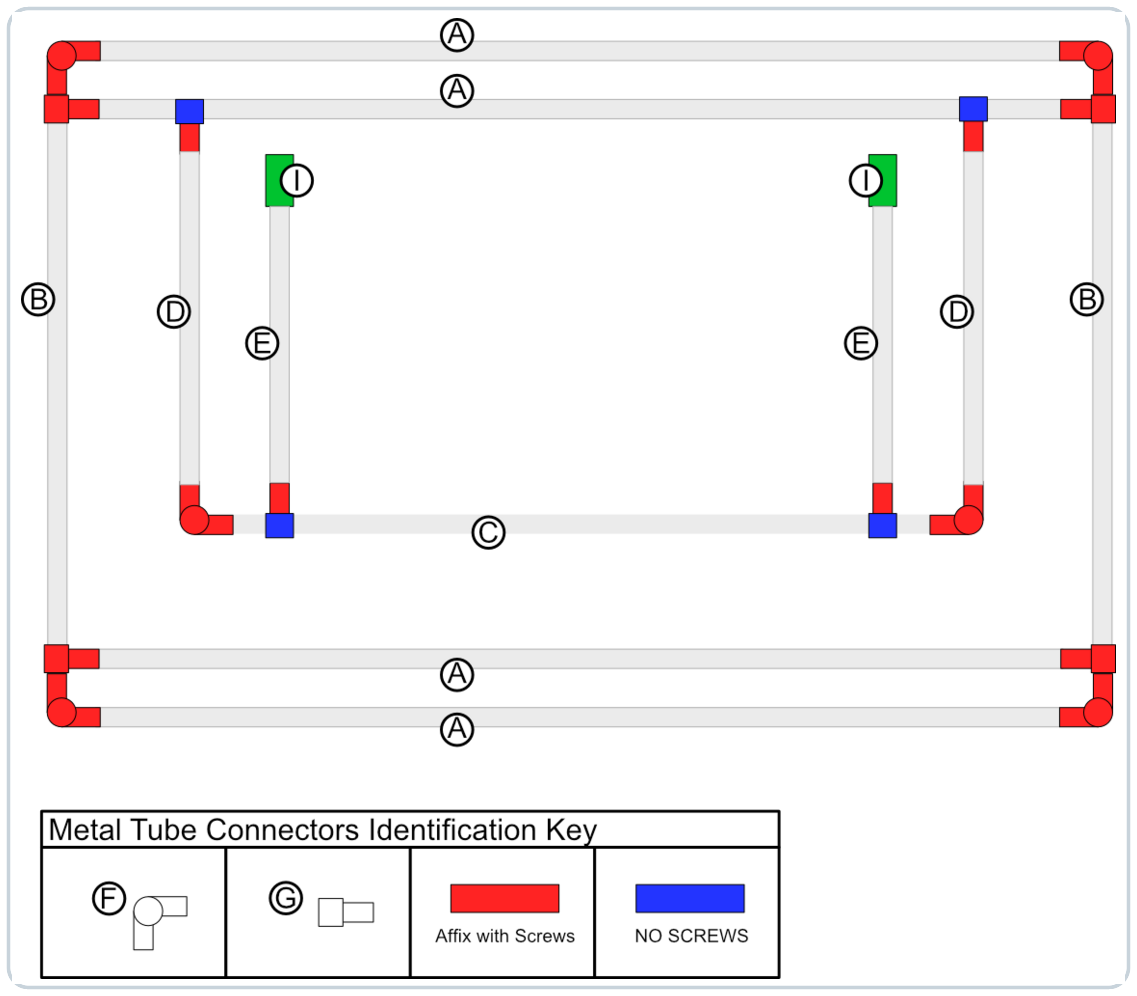 A
A
I
I
B
D
E
E
D
B
C
A
A
Metal Tube Connectors Identification Key
F
G
Affix with Screws
NO SCREWS